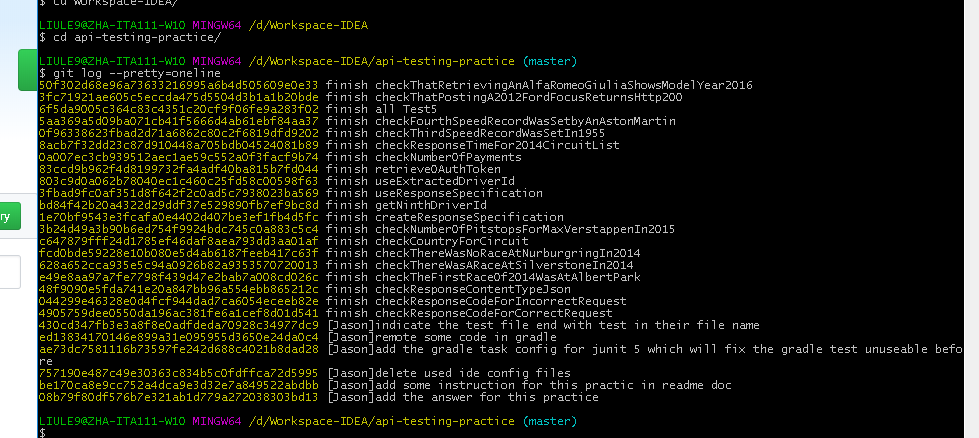 $ cd Workspace-IDEA/
LIULE9@ZHA-ITA111-W10 MINGW64 /d/Workspace-IDEA
$ cd api-testing-practice/
LIULE9@ZHA-ITA111-W10 MINGW64 /d/Workspace-IDEA/api-testing-practice (master)
$ git log --pretty=oneline
50f302d68e96a73633216995a6b4d505609e0e33 finish checkThatRetrievingAnAlfaRomeoGiuliaShowsModelYear2016
3fc71921ae605c5eccda475d5504d3b1a1b20bde finish checkThatPostingA2012FordFocusReturnsHttp200
6f5da9005c364c83c4351c20cf9f06fe9a283f02 finish all Test5
5aa369a5d09ba071cb41f5666d4ab61ebf84aa37 finish checkFourthSpeedRecordWasSetbyAnAstonMartin
0f96338623fbad2d71a6862c80c2f6819dfd9202 finish checkThirdSpeedRecordWasSetIn1955
8acb7f32dd23c87d910448a705bdb04524081b89 finish checkResponseTimeFor2014CircuitList
0a007ec3cb939512aec1ae59c552a0f3facf9b74 finish checkNumberOfPayments
83ccd9b962f4d8199732fa4adf40ba815b7fd044 finish retrieveOAuthToken
803c9d0a062b78040ec1c460c25fd58c00598f63 finish useExtractedDriverId
3fbad9fc0af351d8f642f2c0ad5c7938023ba569 finish useResponseSpecification
bd84f42b20a4322d29ddf37e529890fb7ef9bc8d finish getNinthDriverId
1e70bf9543e3fcafa0e4402d407be3ef1fb4d5fc finish createResponseSpecification
3b24d49a3b90b6ed754f9924bdc745c0a883c5c4 finish checkNumberOfPitstopsForMaxVerstappenIn2015
c647879fff24d1785ef46daf8aea793dd3aa01af finish checkCountryForCircuit
fcd0bde59228e10b080e5d4ab6187feeb417c63f finish checkThereWasNoRaceAtNurburgringIn2014
628a652cca935e5c94a0926b82a9353570720013 finish checkThereWasARaceAtSilverstoneIn2014
e49e8aa97a7fe7798f439d47e2bab7a008cd026c finish checkTheFirstRaceOf2014WasAtAlbertPark
48f9090e5fda741e20a847bb96a554ebb865212c finish checkResponseContentTypeJson
044299e46328e0d4fcf944dad7ca6054eceeb82e finish checkResponseCodeForIncorrectRequest
4905759dee0550da196ac381fe6a1cef8d01d541 finish checkResponseCodeForCorrectRequest
430cd347fb3e3a8f8e0adfdeda70928c34977dc9 [Jason]indicate the test file end with test in their file name
ed13834170146e899a31e095955d3650e24da0c4 [Jason]remote some code in gradle
ae73dc7581116b73597fe242d688c4021b8dad28 [Jason]add the gradle task config for junit 5 which will fix the gradle test unuseable befo
re
757190e487c49e30363c834b5c0fdffca72d5995 [Jason]delete used ide config files
be170ca8e9cc752a4dca9e3d32e7a849522abdbb [Jason]add some instruction for this practic in readme doc
08b79f80df576b7e321ab1d779a272038303bd13 [Jason]add the answer for this practice
LIULE9@ZHA-ITA111-W10 MINGW64 /d/Workspace-IDEA/api-testing-practice (master)
$
ry